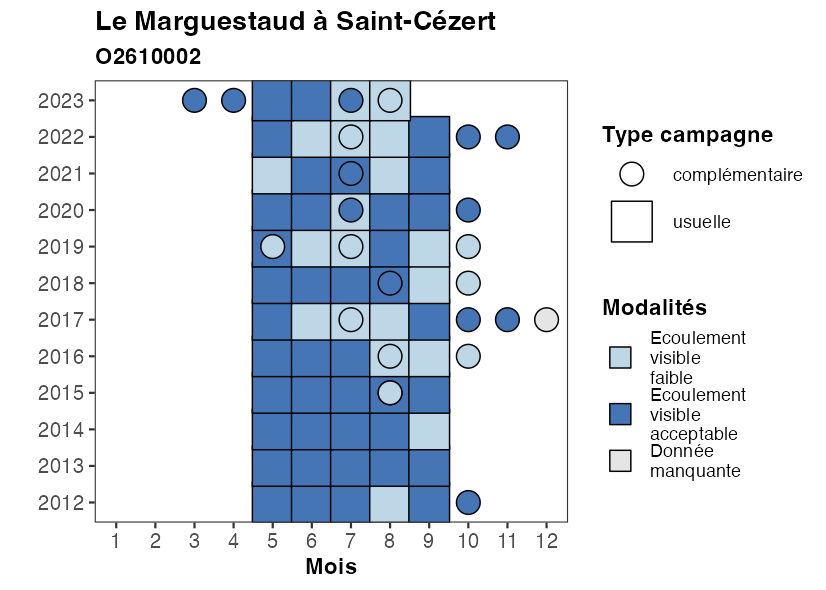 Le Marguestaud à Saint-Cézert
O2610002
2023
2022
2021
2020
2019
2018
2017
2016
2015
2014
2013
2012
1 2 3 4 5 6 7 8 9 10 11 12
Mois
Type campagne
complémentaire
usuelle
Modalités
Ecoulement
visible
faible
Ecoulement
visible
acceptable
Donnée
manquante